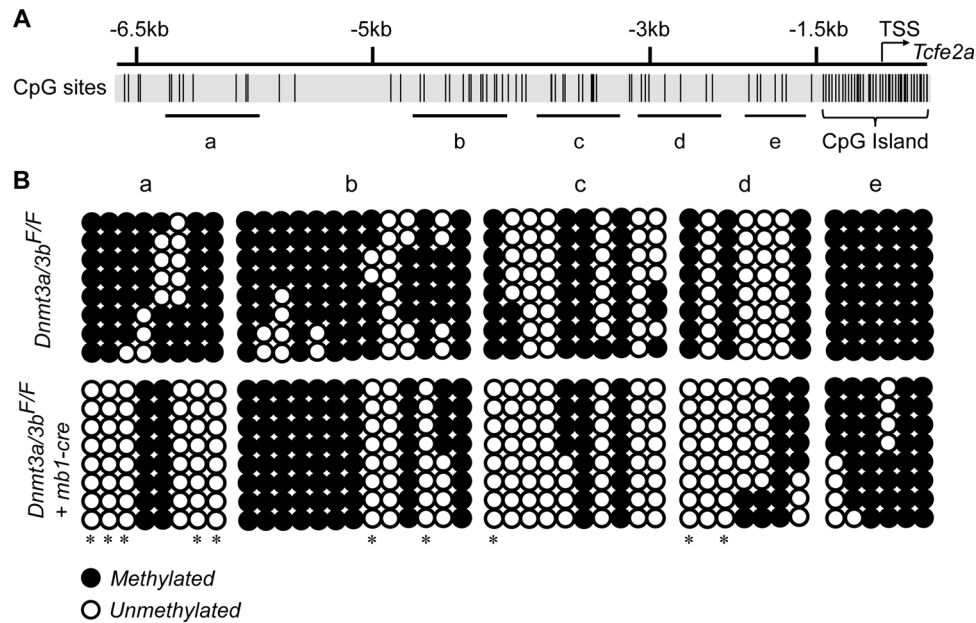 A
-6.5kb -5kb -3kb -1.5kb TSS
Tcfe2a
CpG sites
a b c d e CpG Island
B
a b c d e
Dnmt3a/3bF/F
Dnmt3a/3bF/F
+ mb1-cre
* * * * * * * * * *
Methylated
Unmethylated